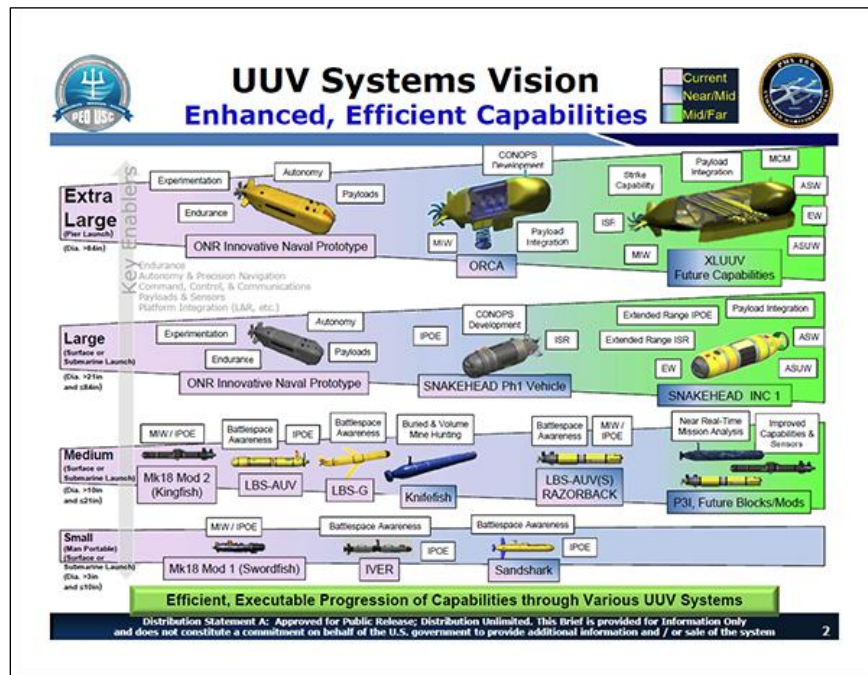 UUV Systems Vision
Enhanced, Efficient Capabilities
Current
Near/Mid
Mid/Far
PEO USC
PMS 406
Key Enablers
Extra
Large
(Pier Launch)
(Dia. >84in)
Experimentation
Autonomy
Endurance
Payloads
ONR Innovative Naval Prototype
CONOPS
Development
MIW
Payload
Integration
ORCA
Strike
Capability
Payload
Integration
MCM
ASW
ISR
EW
MIW
ASUW
XLUUV
Future Capabilities
Endurance
Autonomy & Precision Navigation
Command, Control, & Communications
Payloads & Sensors
Platform Integration (L&R, etc.)
Large
(Surface or
Submarine Launch)
(Dia. >21in
and ≤84in)
Experimentation
Autonomy
Endurance
Payloads
ONR Innovative Naval Prototype
IPOE
CONOPS
Development
ISR
SNAKEHEAD Ph1 Vehicle
Extended Range IPOE
Payload Integration
Extended Range ISR
ASW
EW
ASUW
SNAKEHEAD INC 1
Medium
(Surface or
Submarine Launch)
(Dia. >10in
and ≤21in)
MIW / IPOE
Mk18 Mod 2
(Kingfish)
Battlespace
Awareness
IPOE
LBS-AUV
Battlespace
Awareness
LBS-G
Buried & Volume
Mine Hunting
Knifefish
Battlespace
Awareness
MIW /
IPOE
LBS-AUV(S)
RAZORBACK
Near Real-Time
Mission Analysis
Improved
Capabilities &
Sensors
P3I, Future Blocks/Mods
Small
(Man Portable)
(Surface or
Submarine Launch)
(Dia. >3in
and ≤10in)
MIW / IPOE
Mk18 Mod 1 (Swordfish)
Battlespace Awareness
IPOE
IVER
Battlespace Awareness
IPOE
Sandshark
Efficient, Executable Progression of Capabilities through Various UUV Systems
Distribution Statement A: Approved for Public Release; Distribution Unlimited. This Brief is provided for Information Only
and does not constitute a commitment on behalf of the U.S. government to provide additional information and / or sale of the system
2